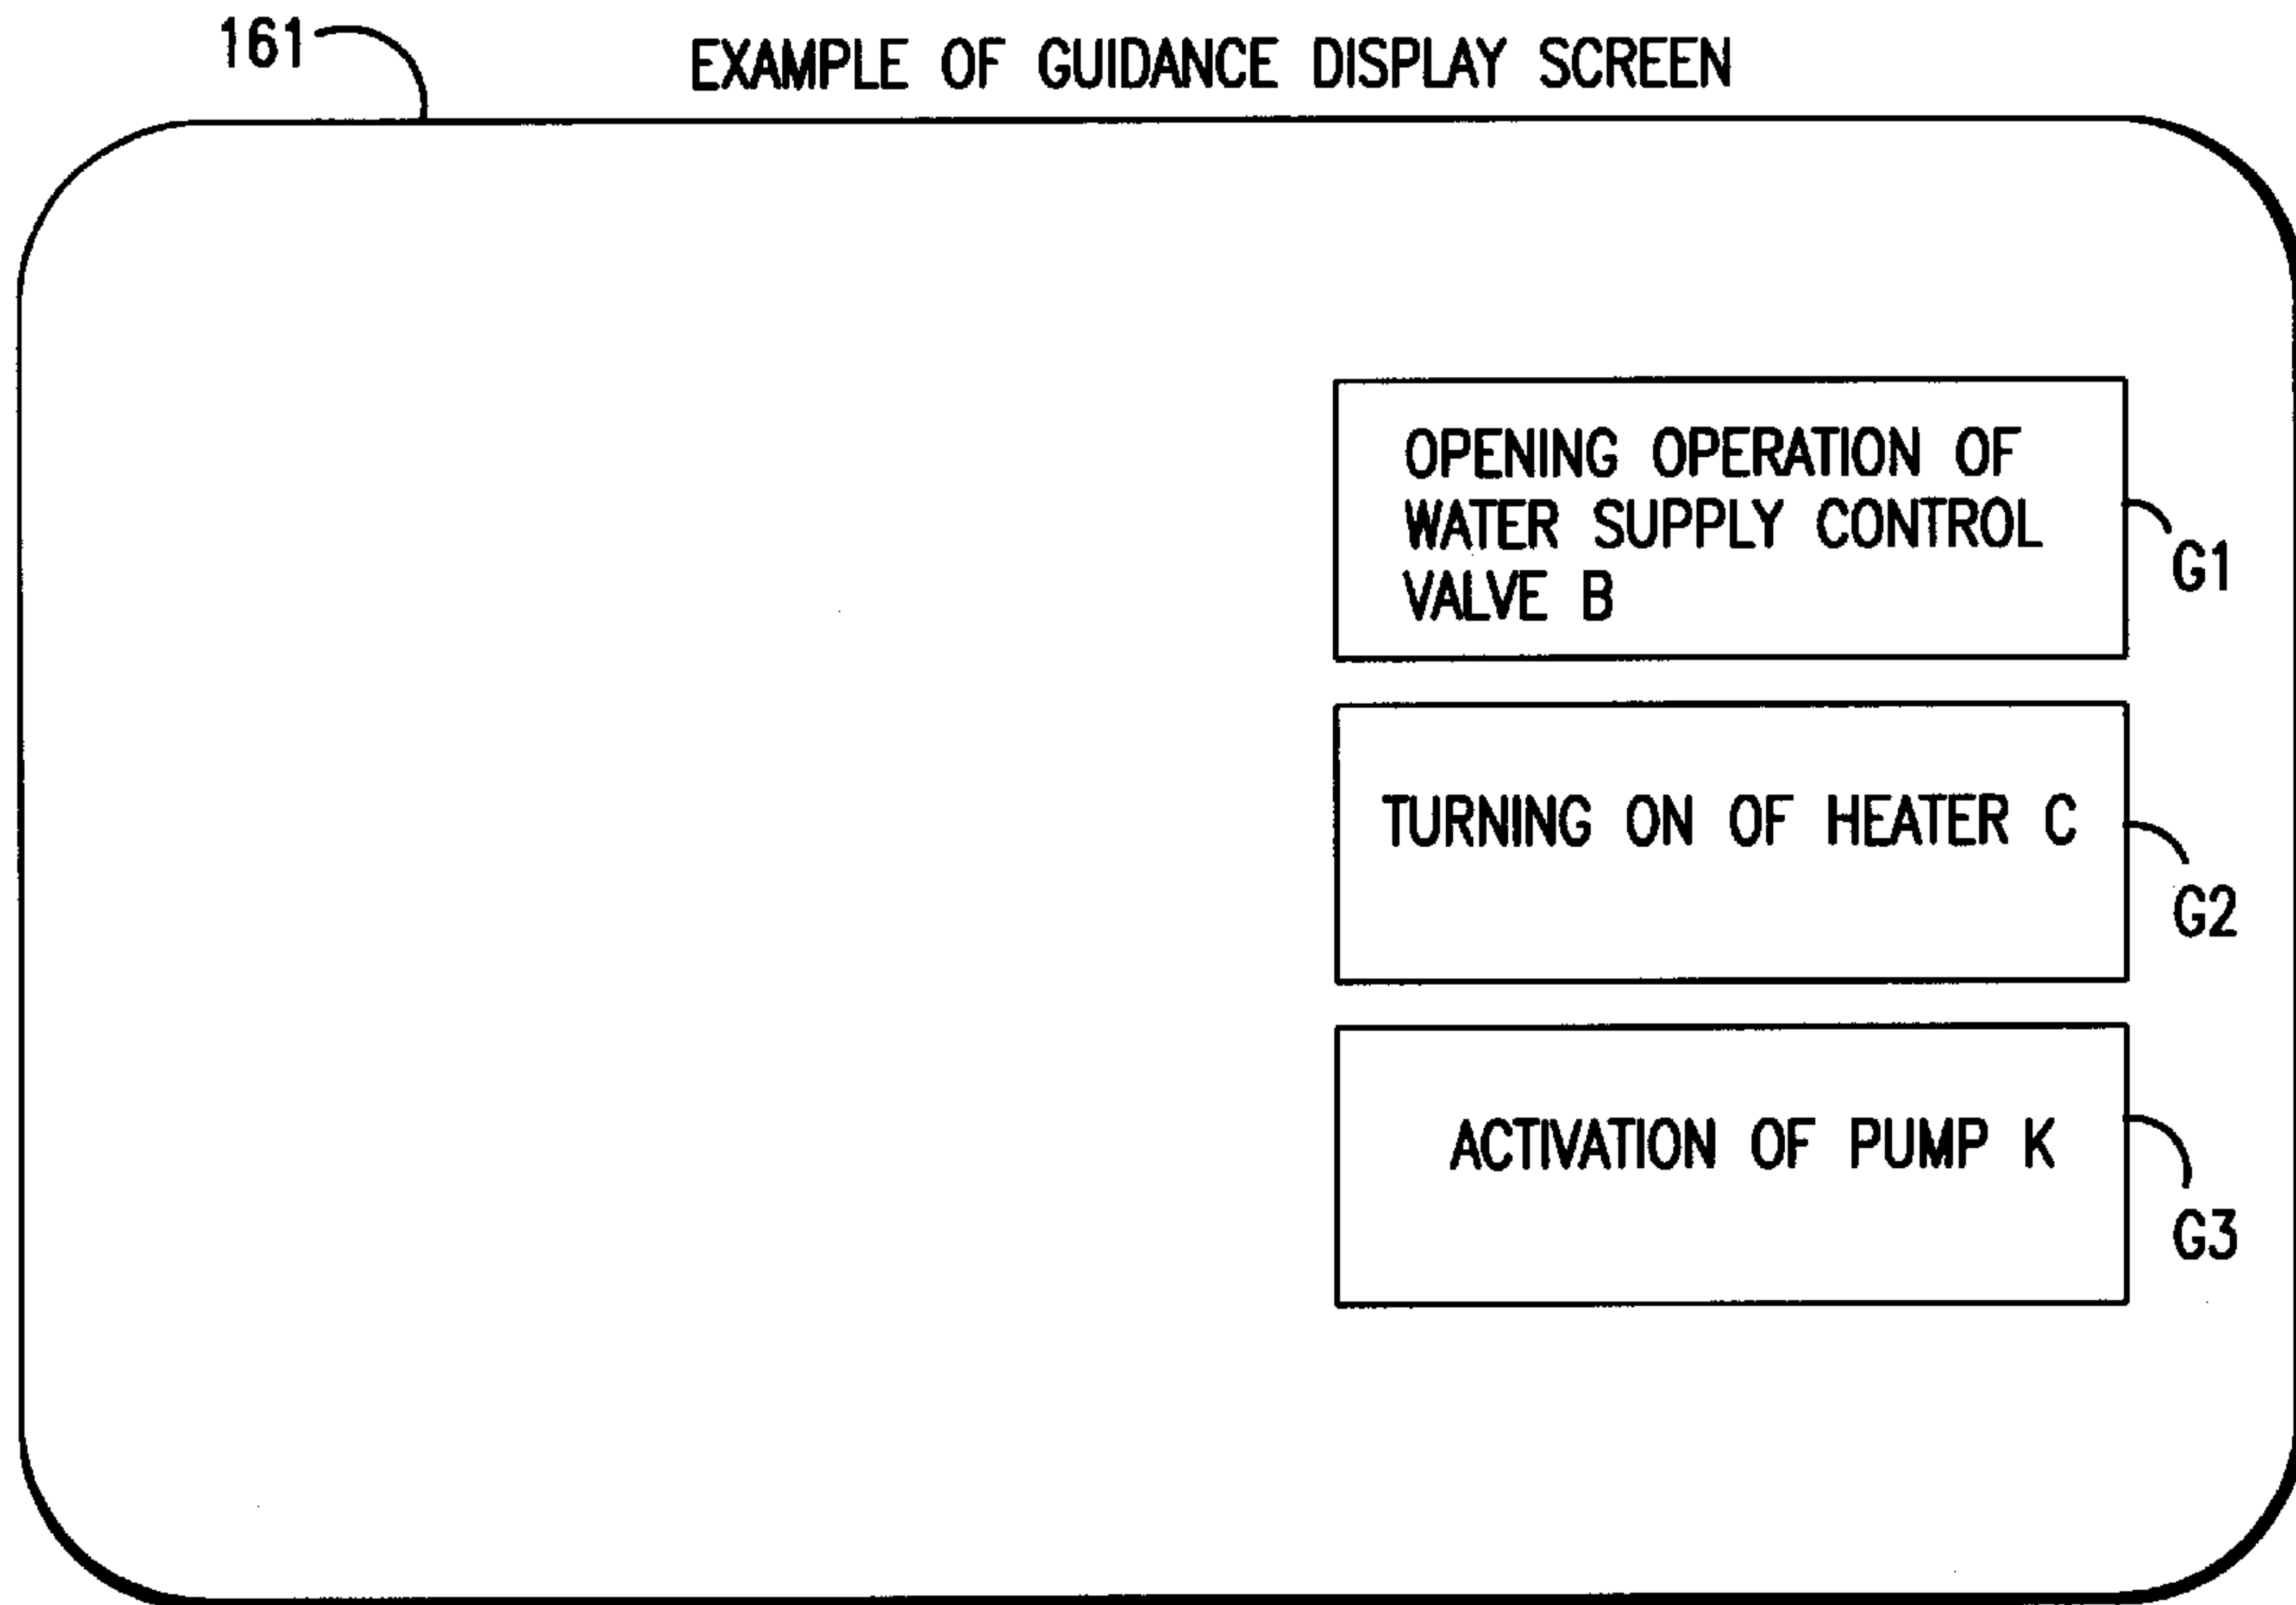 161
EXAMPLE OF GUIDANCE DISPLAY SCREEN
OPENING OPERATION OF
WATER SUPPLY CONTROL
VALVE B
G1
TURNING ON OF HEATER C
G2
ACTIVATION OF PUMP K
G3